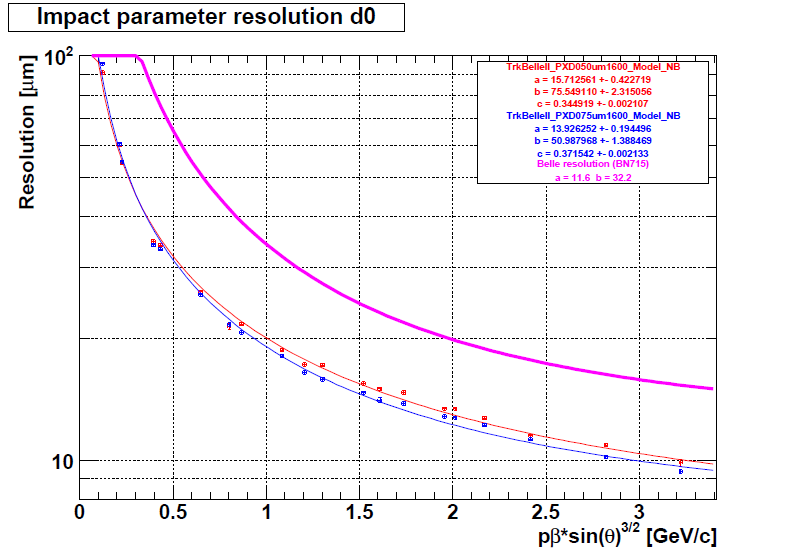 Impact parameter resolution d0
Resolution [μm]
10²
10
TrkBelleII_PXD050um1600_Model_NB
a = 15.712561 +- 0.422719
b = 75.549110 +- 2.315056
c = 0.344919 +- 0.002107
TrkBelleII_PXD075um1600_Model_NB
a = 13.926252 +- 0.194496
b = 50.987968 +- 1.388469
c = 0.371542 +- 0.002133
Belle resolution (BN715)
a = 11.6 b = 32.2
0 0.5 1 1.5 2 2.5 3
pβ*sin(θ)^3/2 [GeV/c]